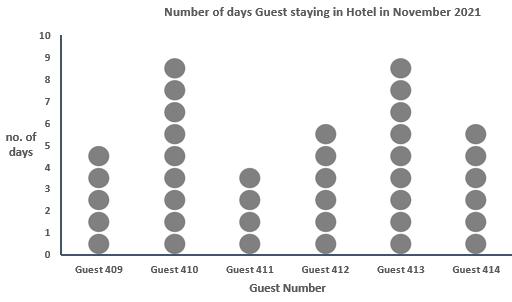 Number of days Guest staying in Hotel in November 2021
10
9
8
7
6
5
4
3
2
1
0
no. of
days
Guest 409 Guest 410 Guest 411 Guest 412 Guest 413 Guest 414
Guest Number